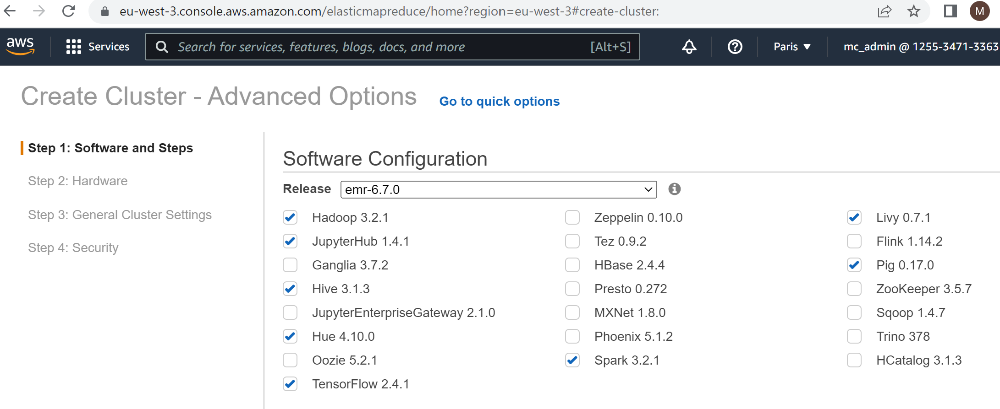 eu-west-3.console.aws.amazon.com/elasticmapreduce/home?region=eu-west-3#create-cluster:
M
aws
Services
Search for services, features, blogs, docs, and more
[Alt+S]
Paris
mc_admin @ 1255-3471-3363
Create Cluster - Advanced Options
Go to quick options
Step 1: Software and Steps
Step 2: Hardware
Step 3: General Cluster Settings
Step 4: Security
Software Configuration
Release
emr-6.7.0
Hadoop 3.2.1
Zeppelin 0.10.0
Livy 0.7.1
JupyterHub 1.4.1
Tez 0.9.2
Flink 1.14.2
Ganglia 3.7.2
HBase 2.4.4
Pig 0.17.0
Hive 3.1.3
Presto 0.272
ZooKeeper 3.5.7
JupyterEnterpriseGateway 2.1.0
MXNet 1.8.0
Sqoop 1.4.7
Hue 4.10.0
Phoenix 5.1.2
Trino 378
Oozie 5.2.1
Spark 3.2.1
HCatalog 3.1.3
TensorFlow 2.4.1